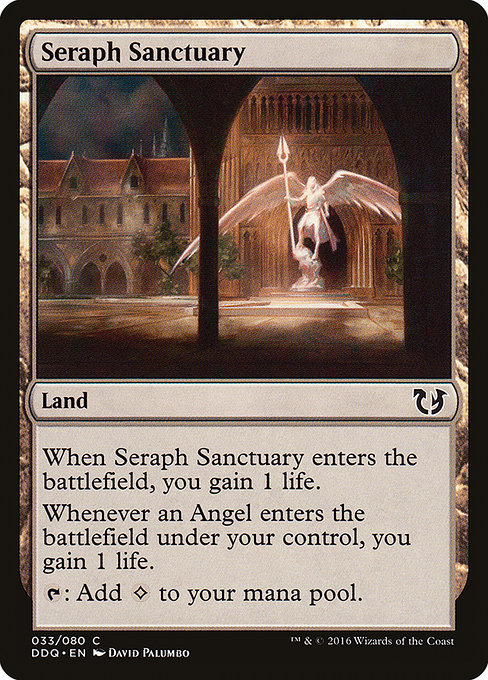 Seraph Sanctuary
Land
When Seraph Sanctuary enters the
battlefield, you gain 1 life.
Whenever an Angel enters the
battlefield under your control, you
gain 1 life.
: Add to your mana pool.
033/080 C
DDQ • EN DAVID PALUMBO
™ & © 2016 Wizards of the Coast